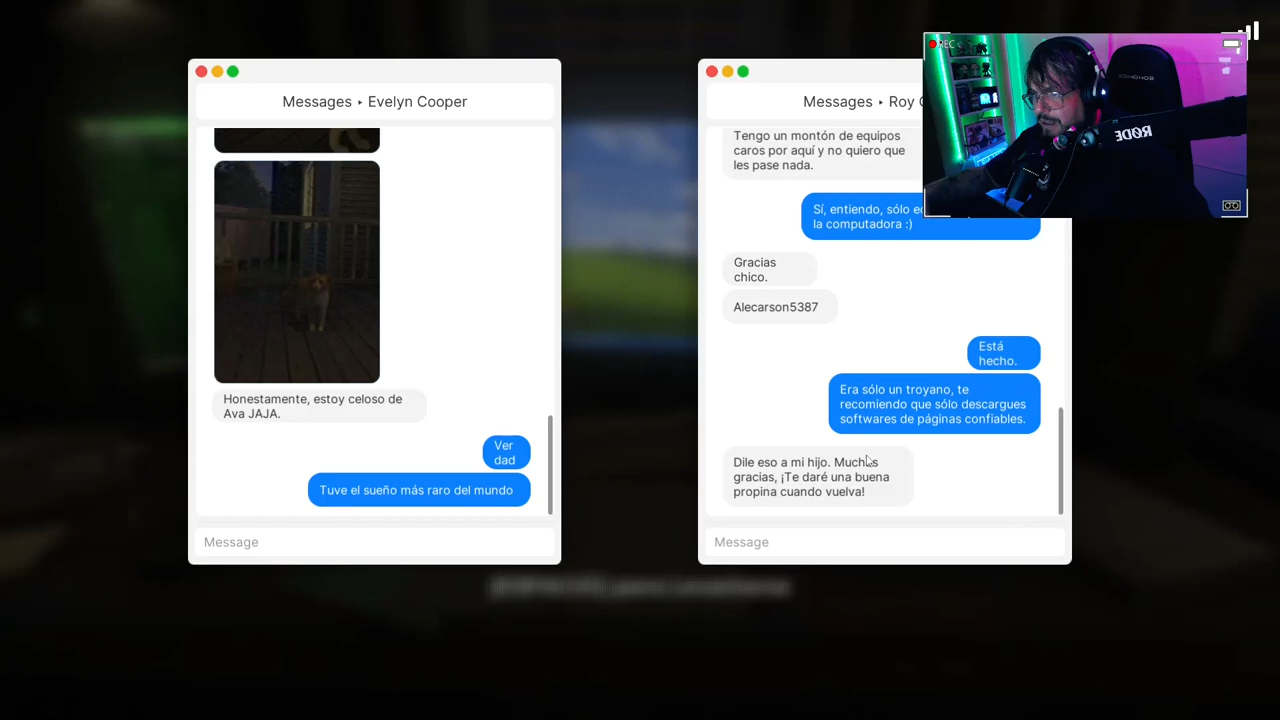 Messages ‣ Evelyn Cooper
Honestamente, estoy celoso de
Ava JAJA.
Ver
dad
Tuve el sueño más raro del mundo
Message
Messages ‣ Roy
Tengo un montón de equipos
caros por aquí y no quiero que
les pase nada.
Sí, entiendo, sólo
la computadora :)
Gracias
chico.
Alecarson5387
Está
hecho.
Era sólo un troyano, te
recomiendo que sólo descargues
softwares de páginas confiables.
Dile eso a mi hijo. Muchas
gracias, ¡Te daré una buena
propina cuando vuelva!
Message
REC
RØDE